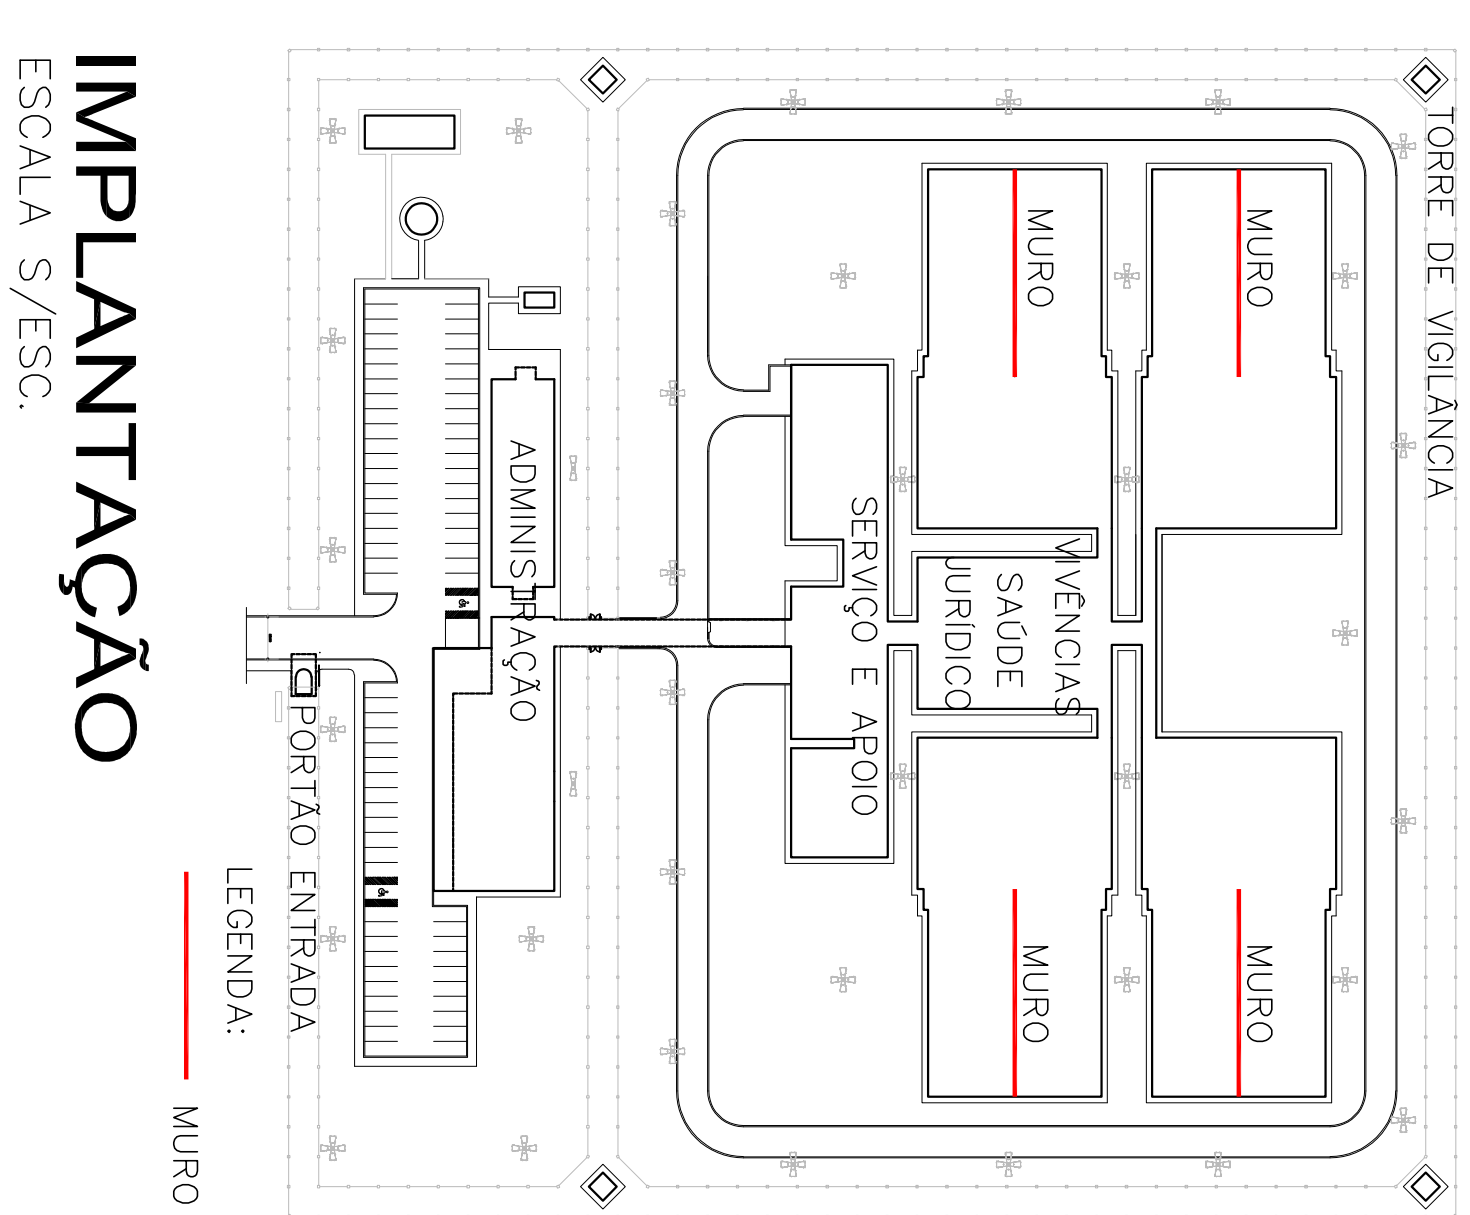 TORRE DE VIGILÂNCIA
MURO
MURO
MURO
MURO
VIVÊNCIAS
SAÚDE
JURÍDICO
SERVIÇO E APOIO
ADMINISTRAÇÃO
PORTÃO ENTRADA
LEGENDA:
MURO
IMPLANTAÇÃO
ESCALA S/ESC.